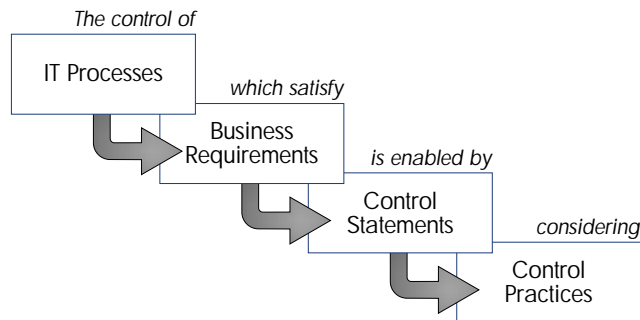 The control of
IT Processes
which satisfy
Business
Requirements
is enabled by
Control
Statements
considering
Control
Practices